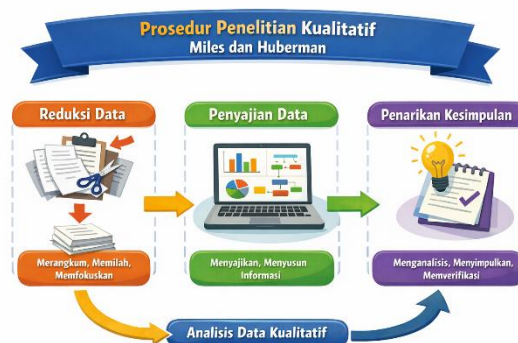 Prosedur Penelitian Kualitatif
Miles dan Huberman
Reduksi Data
Penyajian Data
Penarikan Kesimpulan
Merangkum, Memilah,
Memfokuskan
Menyajikan, Menyusun
Informasi
Menganalisis, Menyimpulkan,
Memverifikasi
Analisis Data Kualitatif